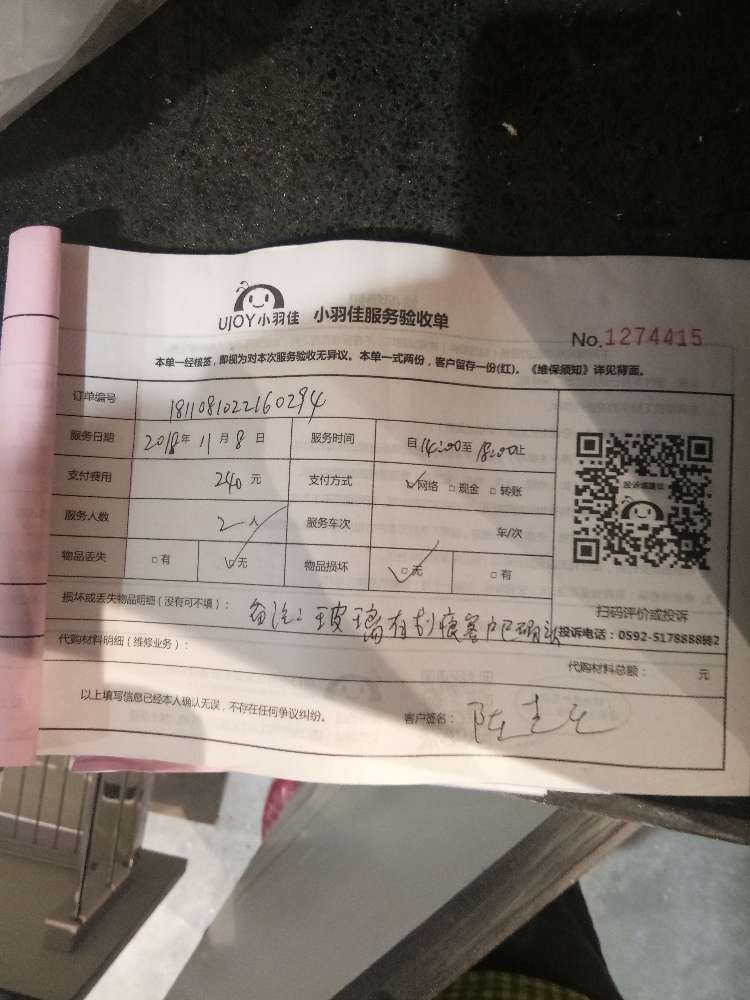 UJOY小羽佳 小羽佳服务验收单
No.1274415
本单一经核签，即视为对本次服务验收无异议。本单一式两份，客户留存一份(红)。《维保须知》详见背面。
订单编号 1811081022160294
服务日期 2018年 11月 8日 服务时间 自14:00至18:00止
支付费用 240 元 支付方式 ☑网络 □现金 □转账
服务人数 2人 服务车次 车/次
物品丢失 □有 ☑无 物品损坏 ☑无 □有
投诉或建议
扫码评价或投诉
损坏或丢失物品明细（没有可不填）： 备注：玻璃有划痕客户已确认
投诉电话：0592-5178888转2
代购材料明细（维修业务）：
代购材料总额： 元
以上填写信息已经本人确认无误，不存在任何争议纠纷。 客户签名： 陈先生